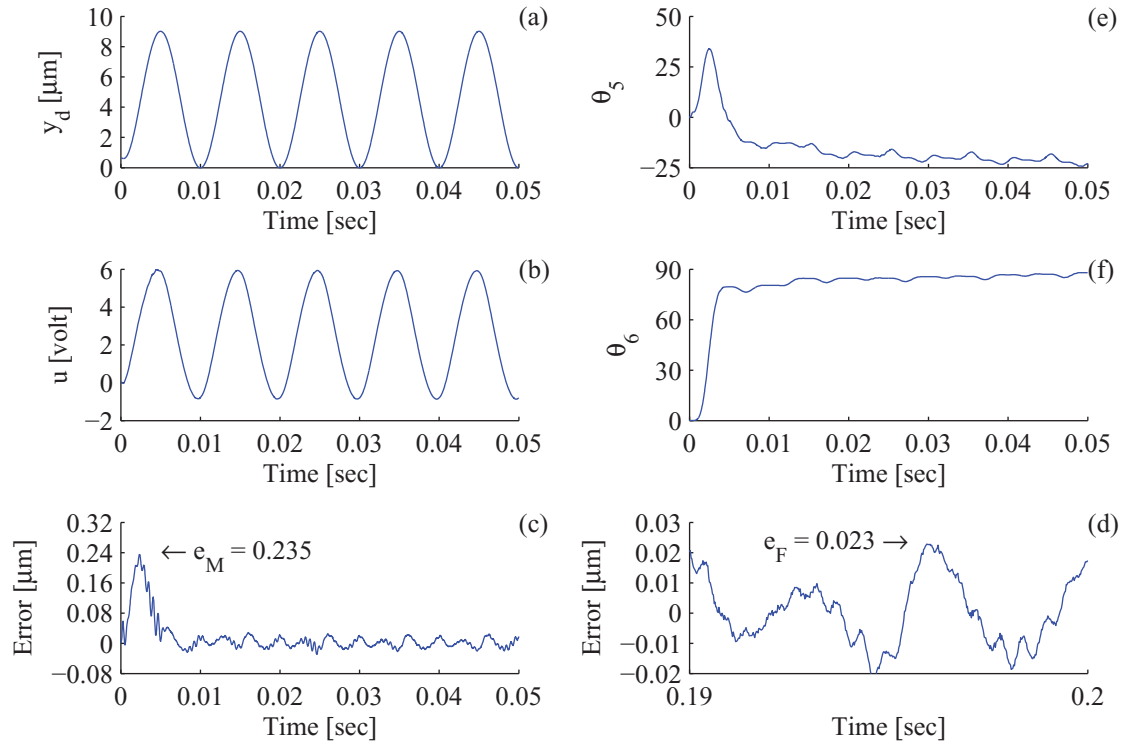 (a)
y_d [μm]
10
8
6
4
2
0
0 0.01 0.02 0.03 0.04 0.05
Time [sec]
(e)
θ_5
50
25
0
−25
0 0.01 0.02 0.03 0.04 0.05
Time [sec]
(b)
u [volt]
6
4
2
0
−2
0 0.01 0.02 0.03 0.04 0.05
Time [sec]
(f)
θ_6
90
60
30
0
0 0.01 0.02 0.03 0.04 0.05
Time [sec]
(c)
Error [μm]
0.32
0.24
0.16
0.08
0
−0.08
← e_M = 0.235
0 0.01 0.02 0.03 0.04 0.05
Time [sec]
(d)
Error [μm]
0.03
0.02
0.01
0
−0.01
−0.02
e_F = 0.023 →
0.19 0.2
Time [sec]